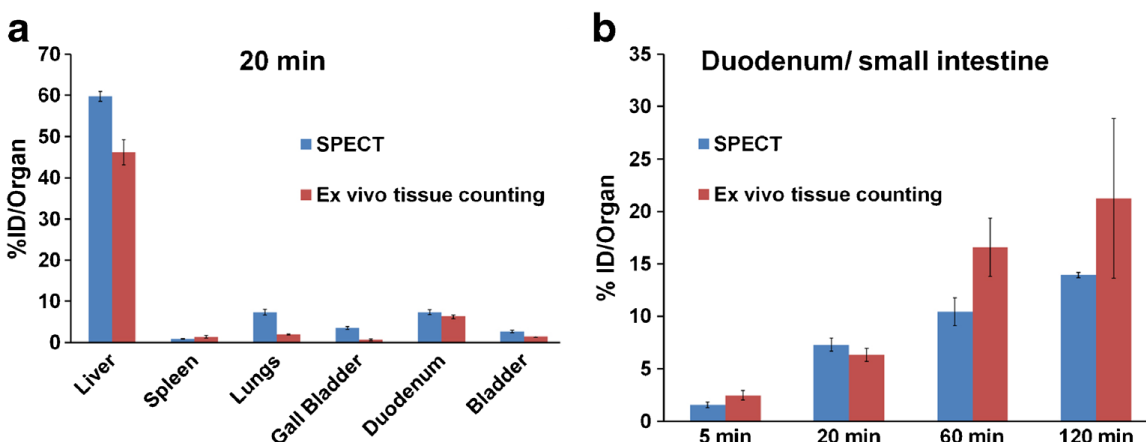 a
20 min
%ID/Organ
70
60
50
40
30
20
10
0
SPECT
Ex vivo tissue counting
Liver
Spleen
Lungs
Gall Bladder
Duodenum
Bladder
b
Duodenum/ small intestine
% ID/Organ
35
30
25
20
15
10
5
0
SPECT
Ex vivo tissue counting
5 min
20 min
60 min
120 min